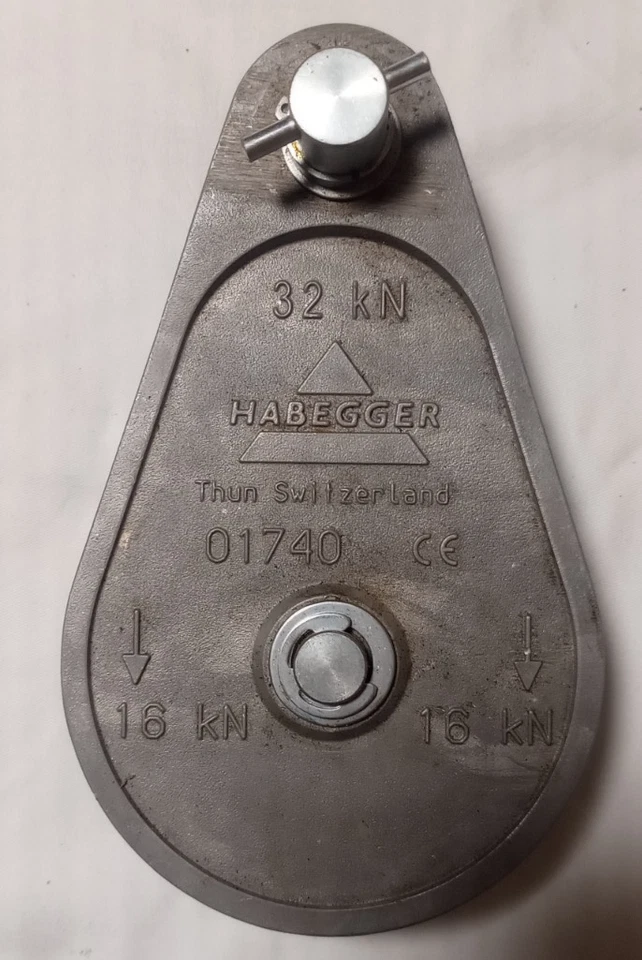 32 kN
HABEGGER
Thun Switzerland
01740 CE
16 kN 16 kN